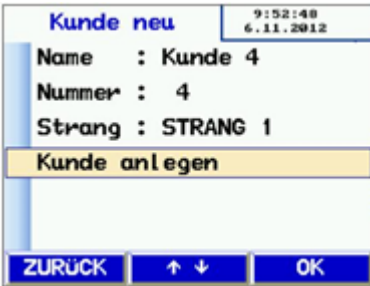 Kunde neu
9:52:48
6.11.2012
Name : Kunde 4
Nummer : 4
Strang : STRANG 1
Kunde anlegen
ZURÜCK ↑ ↓ OK